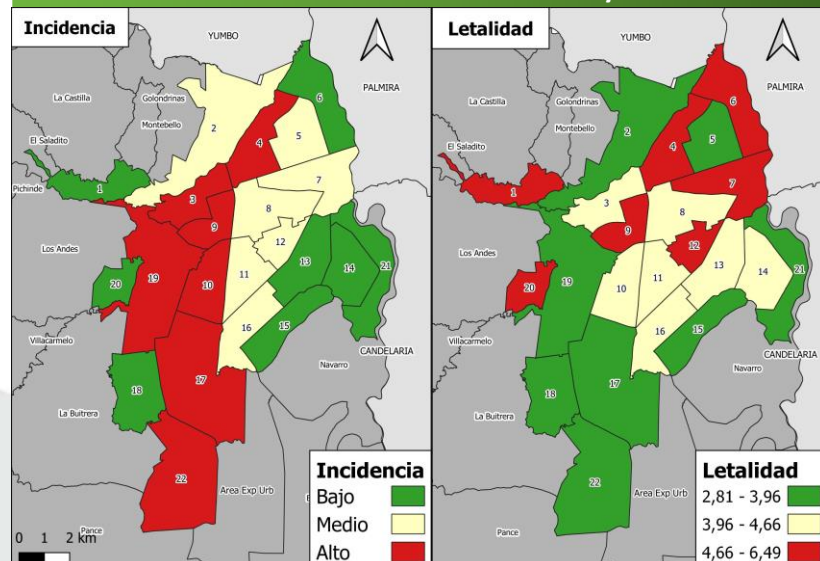 Incidencia
YUMBO
PALMIRA
La Castilla
Golondrinas
Montebello
El Saladito
Pichinde
Los Andes
Villacarmelo
La Buitrera
Pance
Navarro
CANDELARIA
Area Exp Urb
1
2
3
4
5
6
7
8
9
10
11
12
13
14
15
16
17
18
19
20
21
22
Incidencia
Bajo
Medio
Alto
0 1 2 km
Letalidad
YUMBO
PALMIRA
La Castilla
Golondrinas
Montebello
El Saladito
Pichinde
Los Andes
Villacarmelo
La Buitrera
Pance
Navarro
CANDELARIA
Area Exp Urb
1
2
3
4
5
6
7
8
9
10
11
12
13
14
15
16
17
18
19
20
21
22
Letalidad
2,81 - 3,96
3,96 - 4,66
4,66 - 6,49